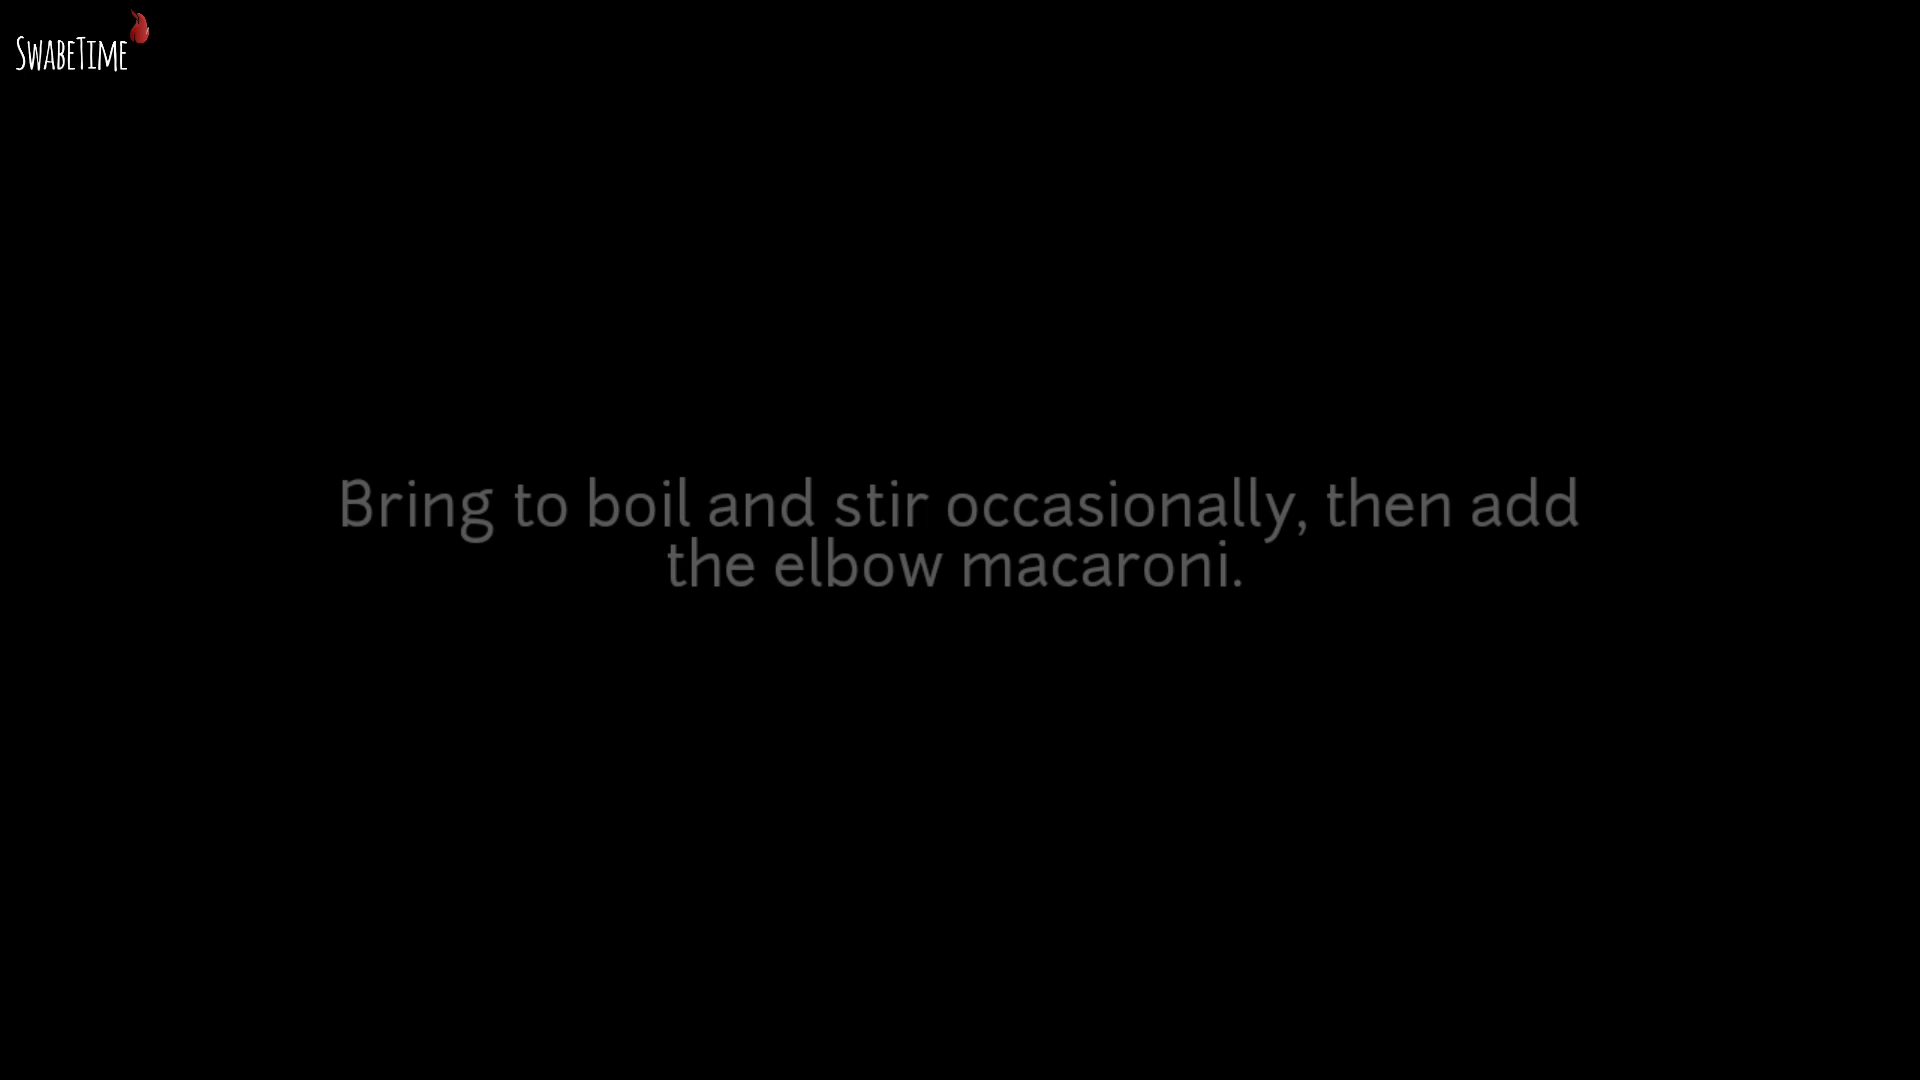 SWABETIME
Bring to boil and stir occasionally, then add
the elbow macaroni.